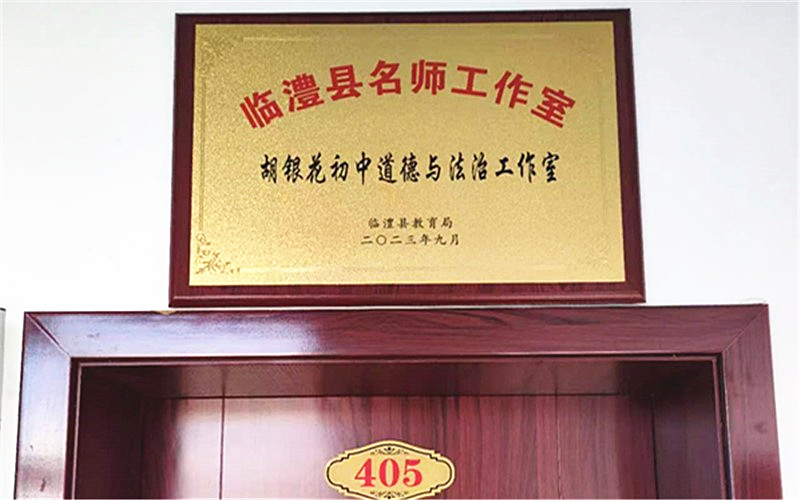 临澧县名师工作室
胡银花初中道德与法治工作室
临澧县教育局
二〇二三年九月
405